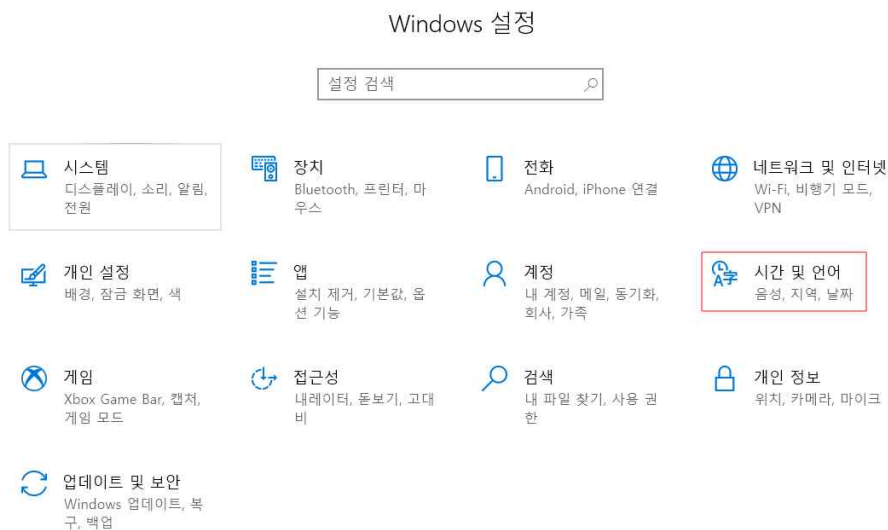 Windows 설정
설정 검색
시스템
디스플레이, 소리, 알림,
전원
장치
Bluetooth, 프린터, 마
우스
전화
Android, iPhone 연결
네트워크 및 인터넷
Wi-Fi, 비행기 모드,
VPN
개인 설정
배경, 잠금 화면, 색
앱
설치 제거, 기본값, 옵
션 기능
계정
내 계정, 메일, 동기화,
회사, 가족
시간 및 언어
음성, 지역, 날짜
게임
Xbox Game Bar, 캡처,
게임 모드
접근성
내레이터, 돋보기, 고대
비
검색
내 파일 찾기, 사용 권
한
개인 정보
위치, 카메라, 마이크
업데이트 및 보안
Windows 업데이트, 복
구, 백업